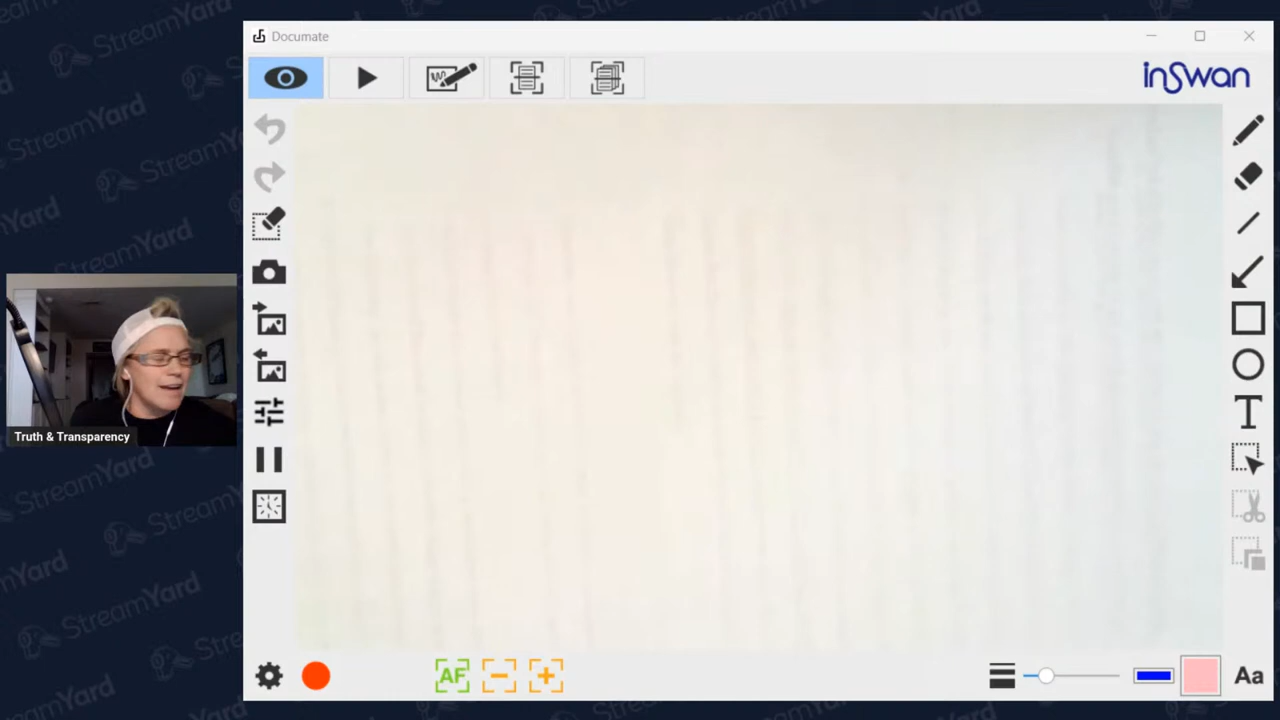 StreamYard
Documate
inSwan
T
AF
Aa
Truth & Transparency